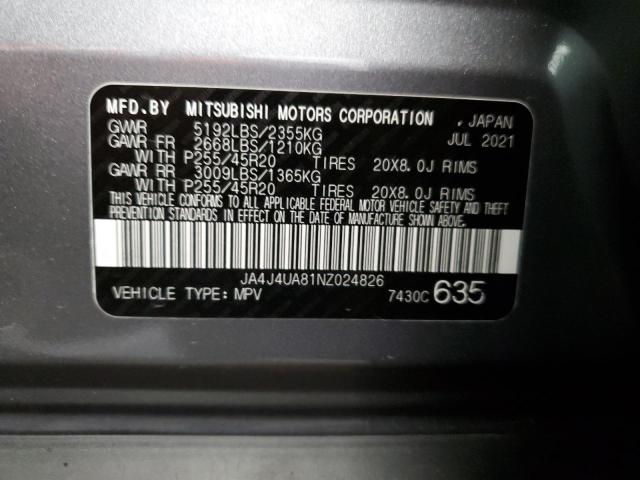 MFD.BY MITSUBISHI MOTORS CORPORATION . JAPAN
GWWR 5192LBS/2355KG JUL 2021
GAWR FR 2668LBS/1210KG
WITH P255/45R20 TIRES 20X8.0J RIMS
GAWR RR 3009LBS/1365KG
WITH P255/45R20 TIRES 20X8.0J RIMS
THIS VEHICLE CONFORMS TO ALL APPLICABLE FEDERAL MOTOR VEHICLE SAFETY AND THEFT
PREVENTION STANDARDS IN EFFECT ON THE DATE OF MANUFACTURE SHOWN ABOVE.
JA4J4UA81NZ024826
VEHICLE TYPE: MPV 7430C 635